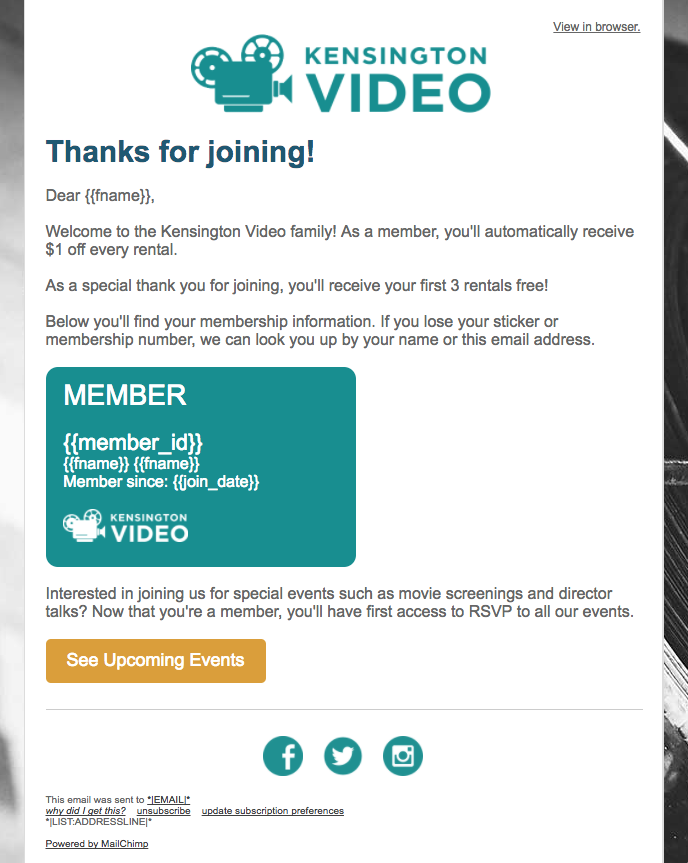 View in browser.
KENSINGTON
VIDEO
Thanks for joining!
Dear {{fname}},
Welcome to the Kensington Video family! As a member, you'll automatically receive
$1 off every rental.
As a special thank you for joining, you'll receive your first 3 rentals free!
Below you'll find your membership information. If you lose your sticker or
membership number, we can look you up by your name or this email address.
MEMBER
{{member_id}}
{{fname}} {{fname}}
Member since: {{join_date}}
KENSINGTON
VIDEO
Interested in joining us for special events such as movie screenings and director
talks? Now that you're a member, you'll have first access to RSVP to all our events.
See Upcoming Events
This email was sent to *|EMAIL|*
why did I get this? unsubscribe update subscription preferences
*|LIST:ADDRESSLINE|*
Powered by MailChimp